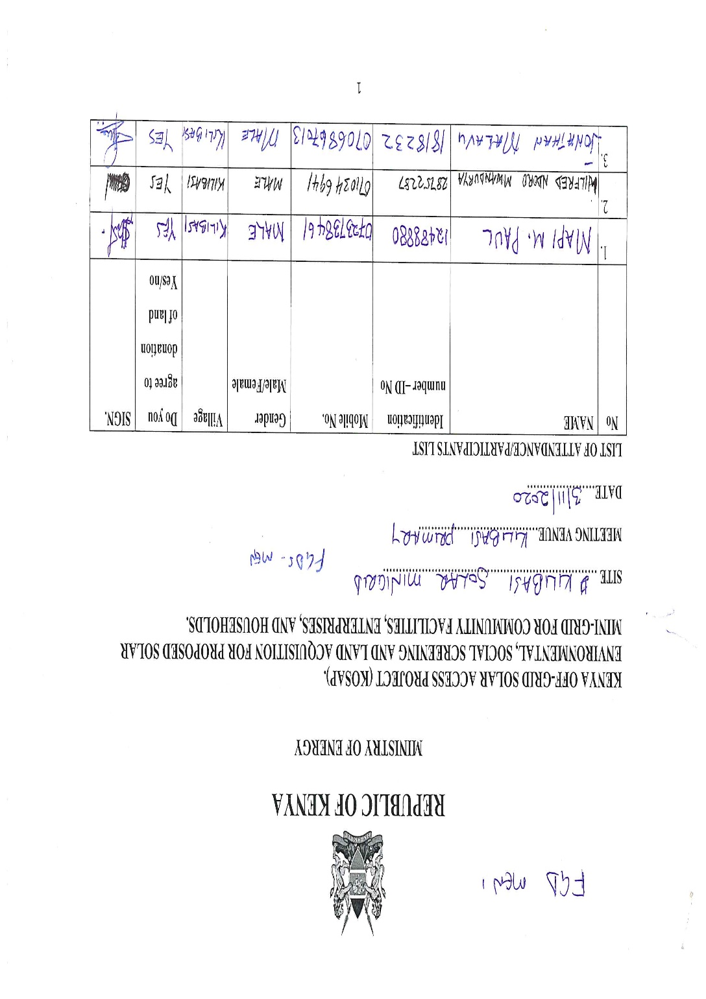 FGD MEN 1
REPUBLIC OF KENYA
MINISTRY OF ENERGY
KENYA OFF-GRID SOLAR ACCESS PROJECT (KOSAP).
ENVIRONMENTAL, SOCIAL SCREENING AND LAND ACQUISITION FOR PROPOSED SOLAR
MINI-GRID FOR COMMUNITY FACILITIES, ENTERPRISES, AND HOUSEHOLDS.
SITE KILIBASI SOLAR MINIGRID
FGDS - MEN
MEETING VENUE KILIBASI PRIMARY
DATE 3/11/2020
LIST OF ATTENDANCE/PARTICIPANTS LIST
No NAME Identification number –ID No Mobile No. Gender Male/Female Village Do you agree to donation of land Yes/no SIGN.
1. MAPI M. PAUL 12488880 0723738461 MALE KILIBASI YES
2. WILFRED NDORO MWANDURYA 28752287 0710346941 MALE KILIBASI YES
3. JONATHAN MALAVU 1818232 0706867013 MALE KILIBASI YES
1